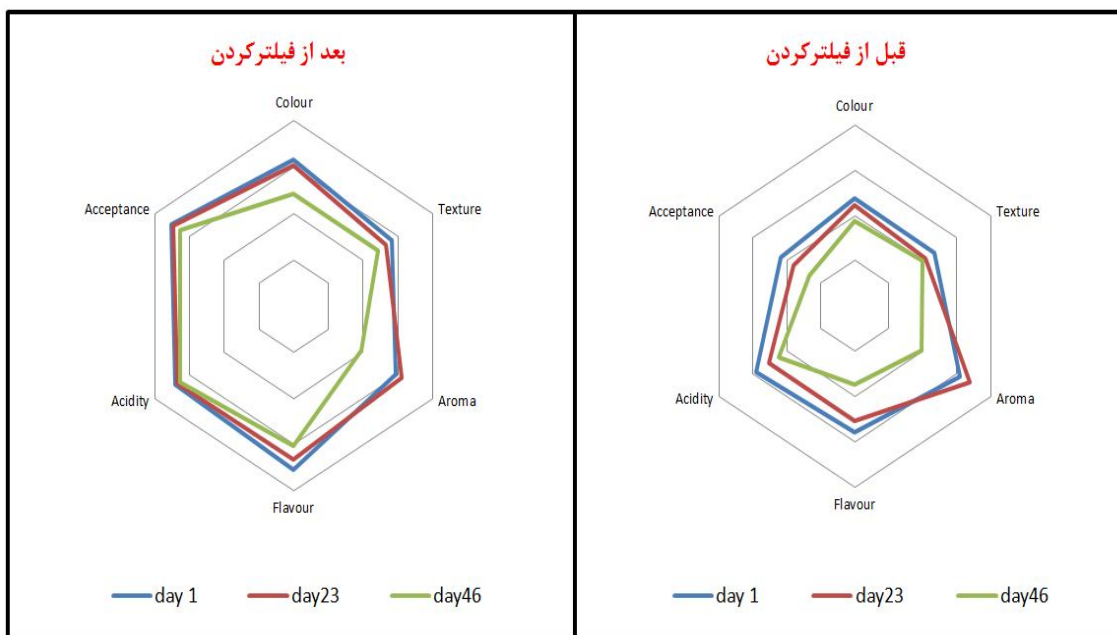 بعد از فیلترکردن
Colour
Texture
Aroma
Flavour
Acidity
Acceptance
day 1
day23
day46
قبل از فیلترکردن
Colour
Texture
Aroma
Flavour
Acidity
Acceptance
day 1
day23
day46